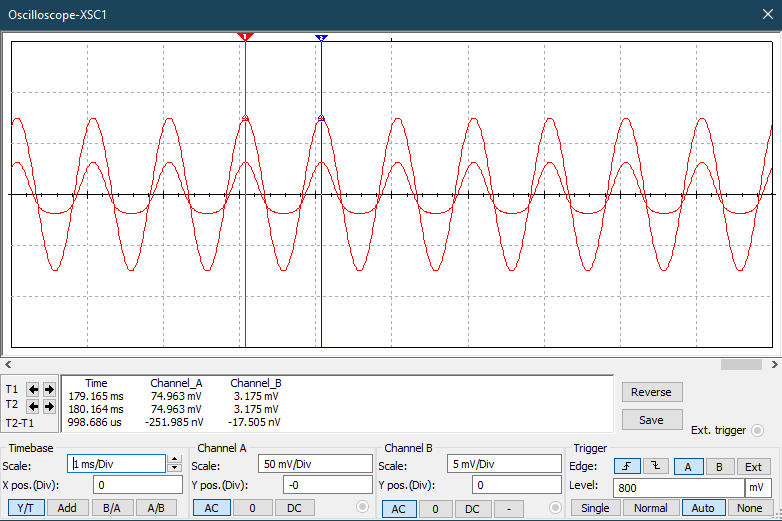 Oscilloscope-XSC1
1 2
T1
T2
T2-T1
Time Channel_A Channel_B
179.165 ms 74.963 mV 3.175 mV
180.164 ms 74.963 mV 3.175 mV
998.686 us -251.985 nV -17.505 nV
Reverse
Save
Ext. trigger
Timebase
Scale: 1 ms/Div
X pos.(Div): 0
Y/T Add B/A A/B
Channel A
Scale: 50 mV/Div
Y pos.(Div): -0
AC 0 DC
Channel B
Scale: 5 mV/Div
Y pos.(Div): 0
AC 0 DC -
Trigger
Edge: A B Ext
Level: 800 mV
Single Normal Auto None